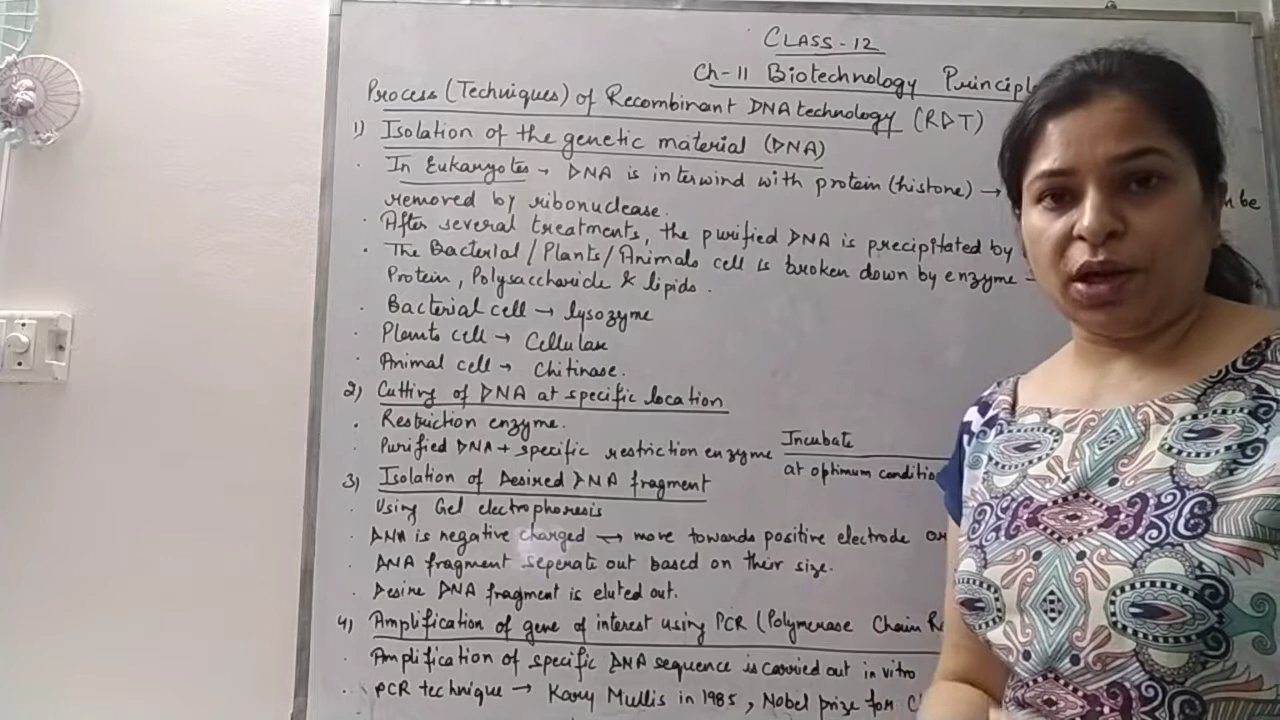 CLASS-12
Ch-11 Biotechnology Principle
Process (Techniques) of Recombinant DNA technology (RDT)
1) Isolation of the genetic material (DNA)
· In Eukaryotes → DNA is interwind with protein (histone) →
n be
removed by ribonuclease.
· After several treatments, the purified DNA is precipitated by
· The Bacterial / Plants / Animals cell is broken down by enzyme -
Protein, Polysaccharide & lipids.
· Bacterial cell → lysozyme
· Plants cell → Cellulase
· Animal cell → Chitinase.
2) Cutting of DNA at specific location
· Restriction enzyme.
· Purified DNA + specific restriction enzyme Incubate
at optimum conditio
3) Isolation of Desired DNA fragment
· Using Gel electrophoresis
· DNA is negative charged → move towards positive electrode
· DNA fragment seperate out based on their size.
· Desire DNA fragment is eluted out.
4) Amplification of gene of interest using PCR (Polymerase Chain Re
· Amplification of specific DNA sequence is carried out in vitro
· PCR technique → Kary Mullis in 1985, Nobel prize for